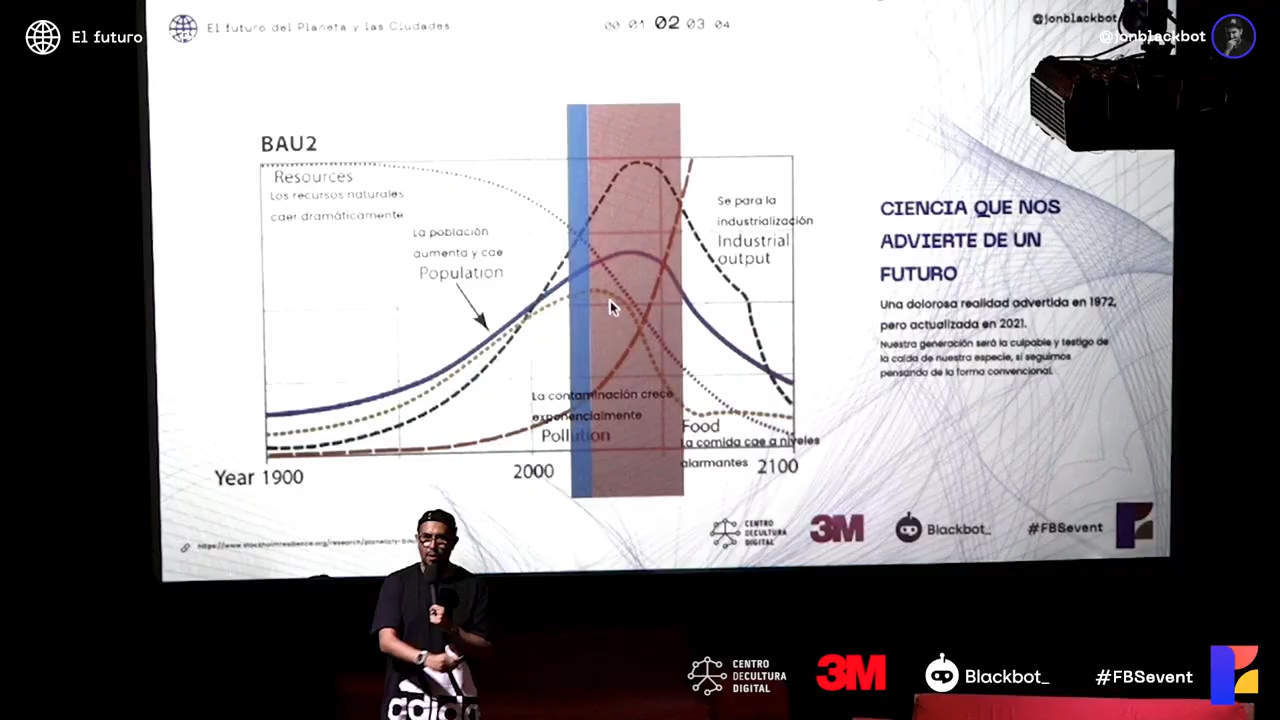 El futuro
El futuro del Planeta y las Ciudades
00 01 02 03 04
@jonblackbot
@jonblackbot
BAU2
Resources
Los recursos naturales
caer dramáticamente
La población
aumenta y cae
Population
Se para la
industrialización
Industrial
output
La contaminación crece
exponencialmente
Pollution
Food
La comida cae a niveles
alarmantes
Year 1900
2000
2100
CIENCIA QUE NOS
ADVIERTE DE UN
FUTURO
Una dolorosa realidad advertida en 1972,
pero actualizada en 2021.
Nuestra generación será la culpable y testigo de
la caída de nuestra especie, si seguimos
pensando de la forma convencional.
CENTRO
DECULTURA
DIGITAL
3M
Blackbot_
#FBSevent
adidas
CENTRO
DECULTURA
DIGITAL
3M
Blackbot_
#FBSevent